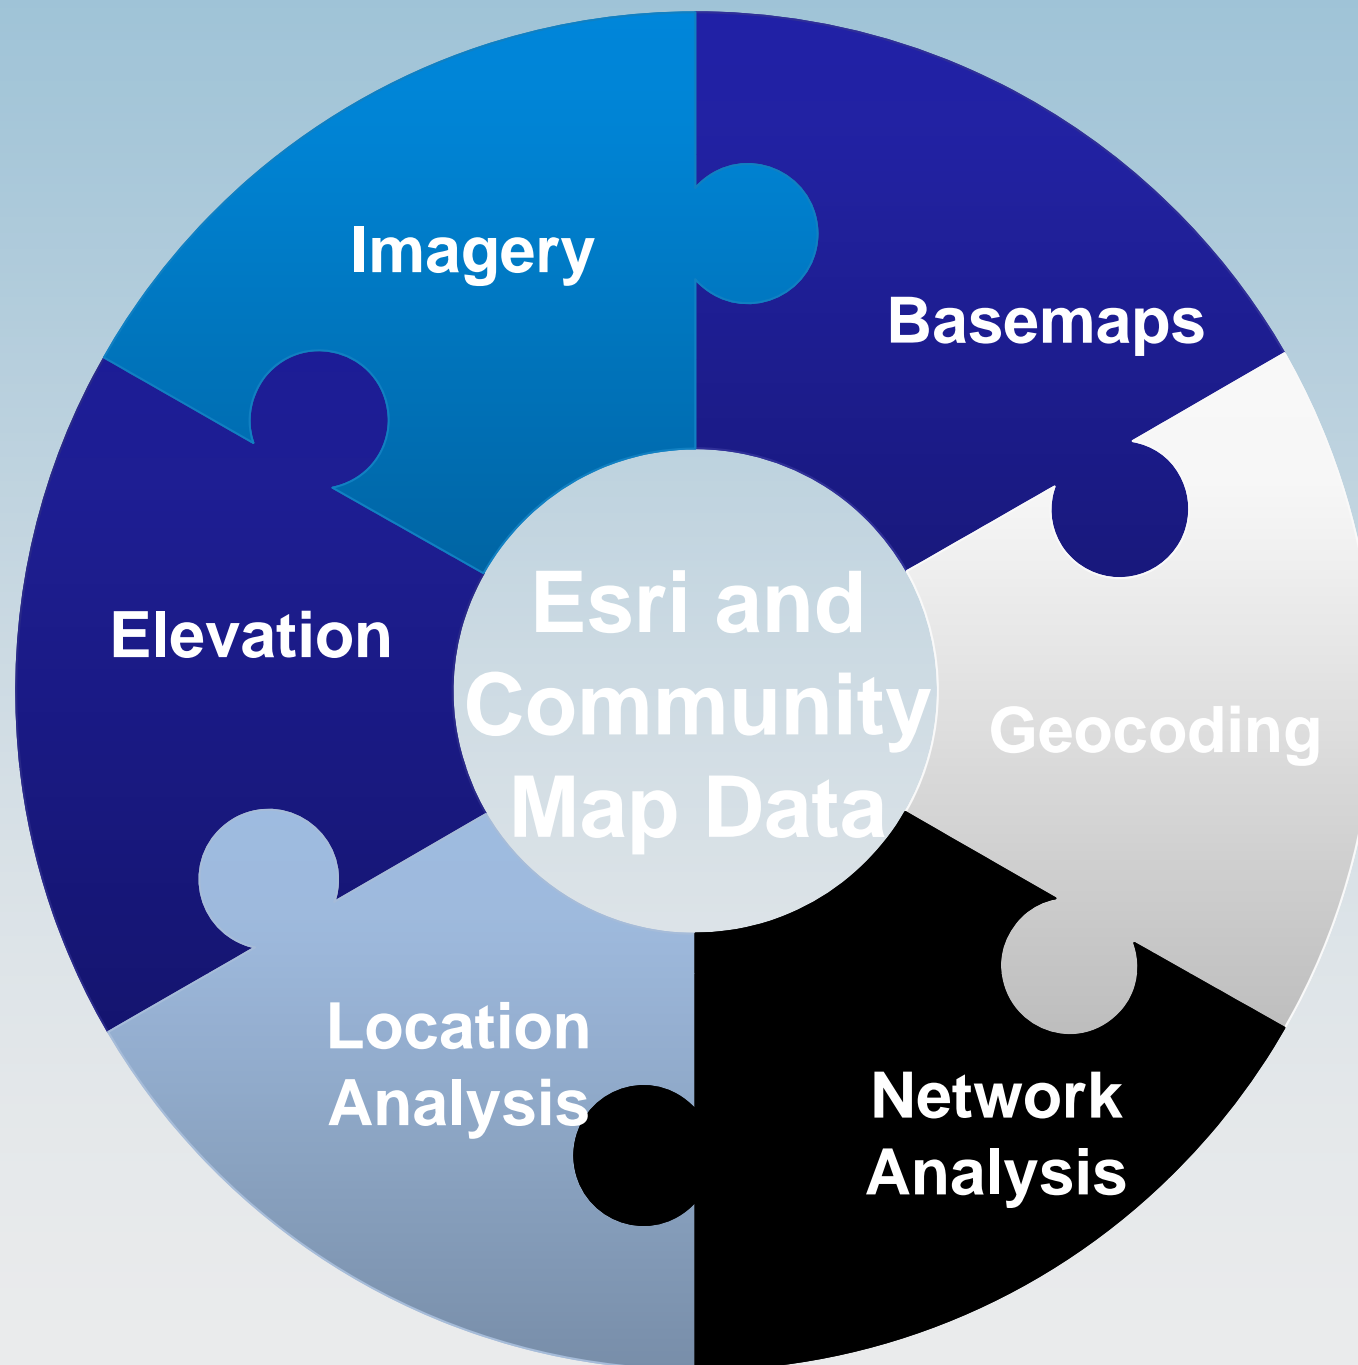 Imagery
Basemaps
Elevation
Esri and
Community
Map Data
Geocoding
Location
Analysis
Network
Analysis